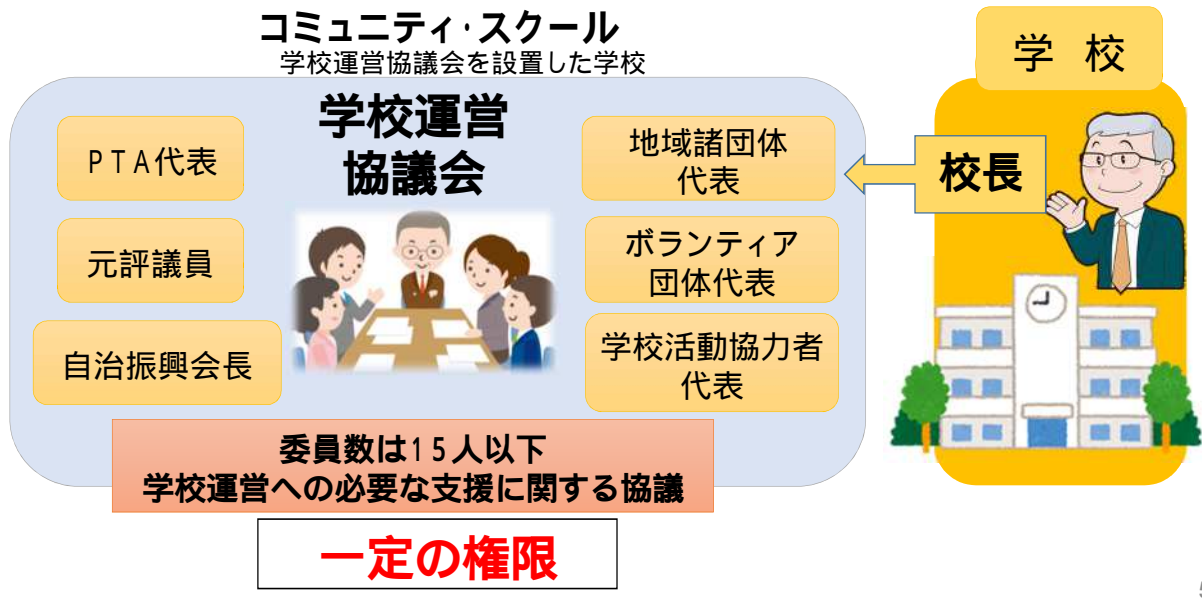 コミュニティ・スクール
学校運営協議会を設置した学校
学校運営
協議会
PTA代表
元評議員
自治振興会長
地域諸団体
代表
ボランティア
団体代表
学校活動協力者
代表
委員数は15人以下
学校運営への必要な支援に関する協議
一定の権限
学 校
校長